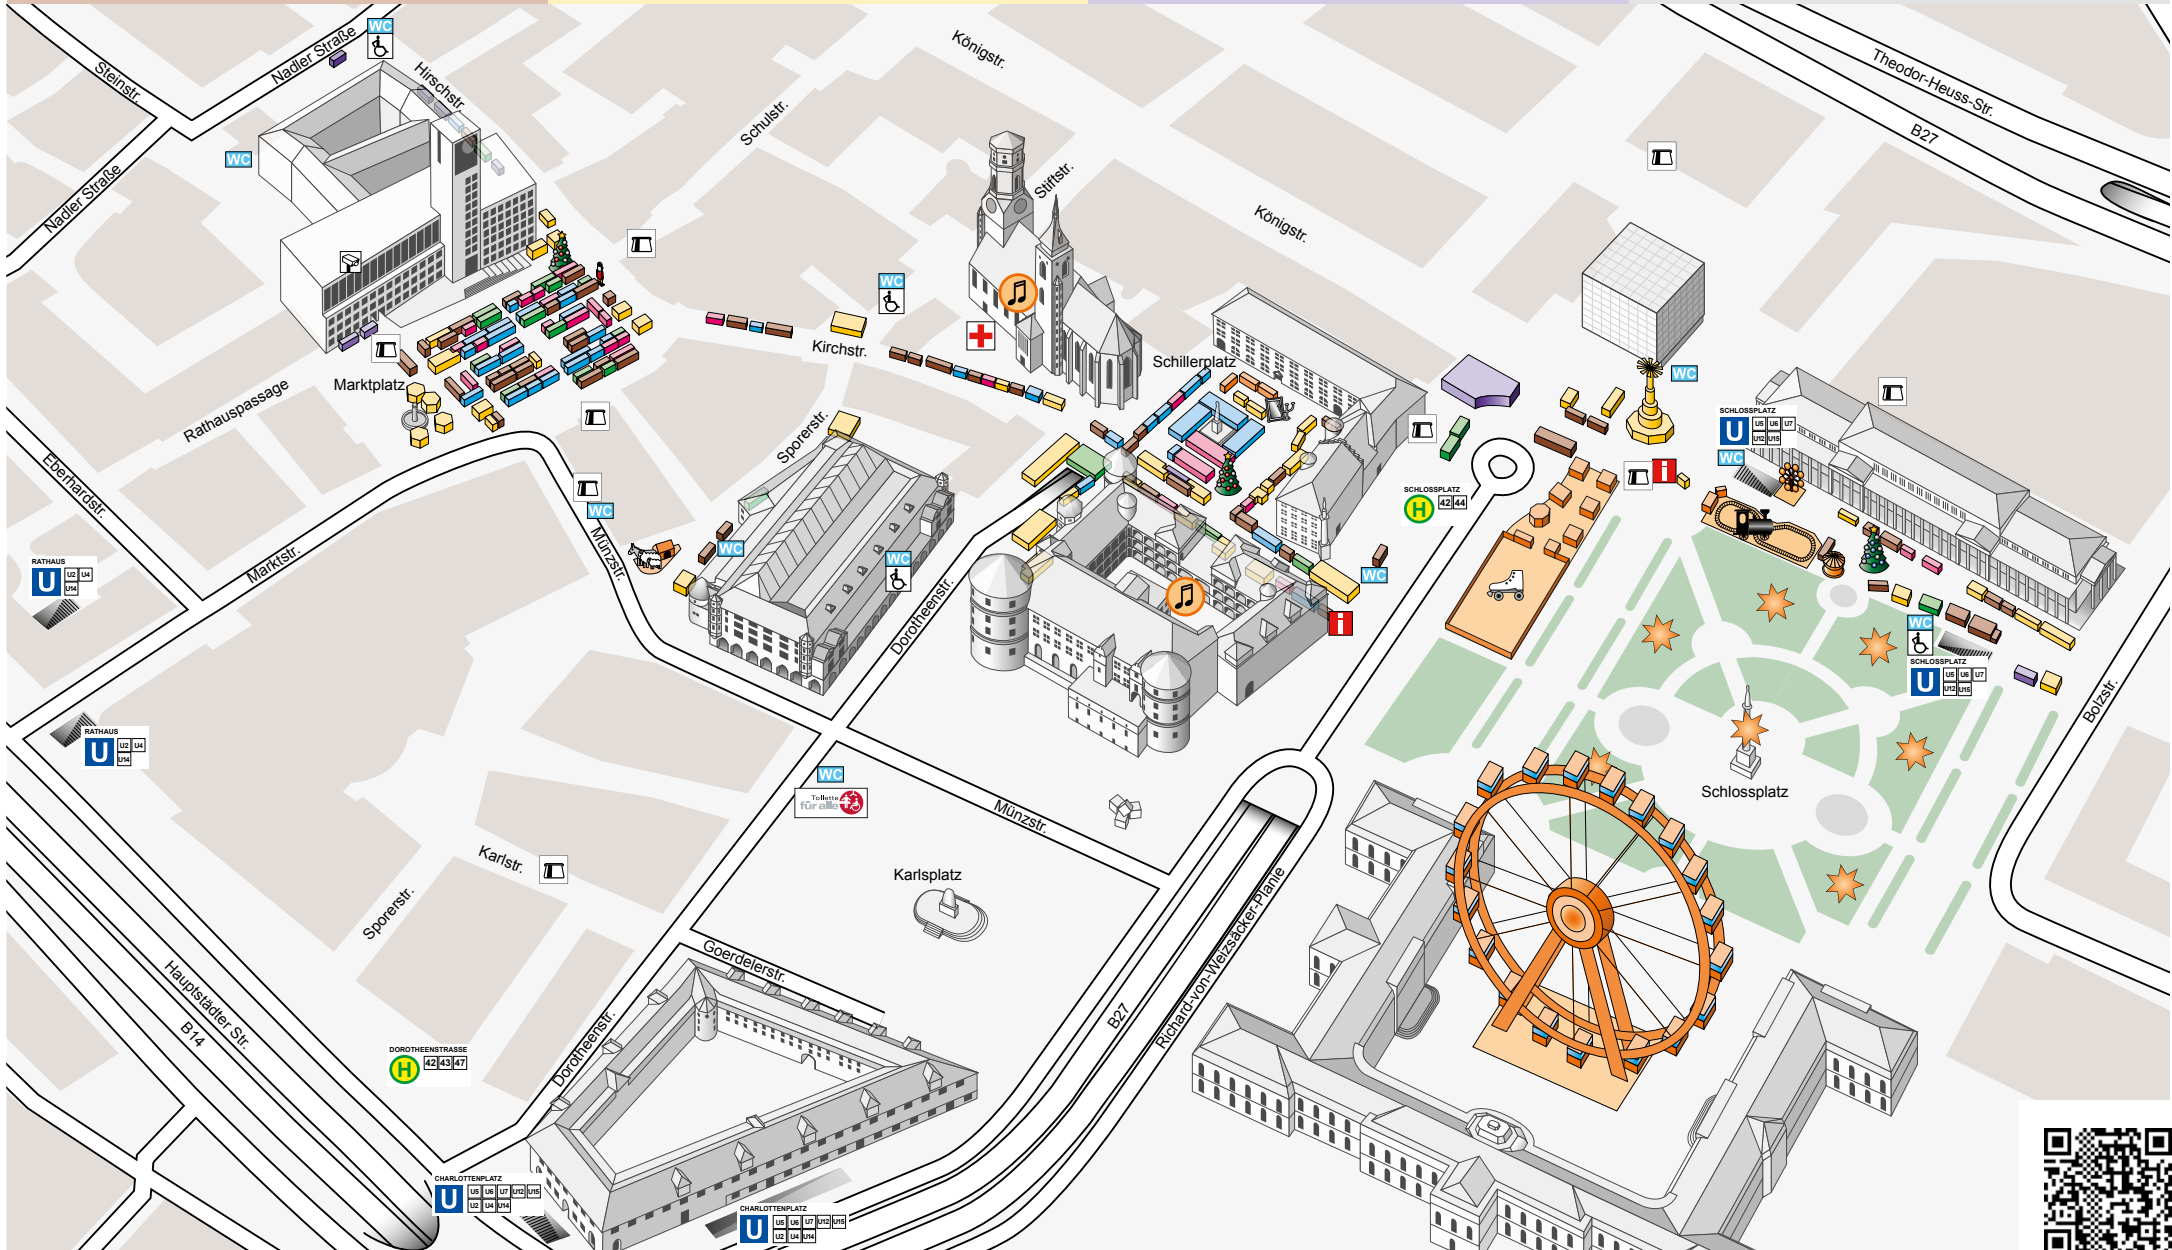 WC
Nadler Straße
Steinstr.
Hirschstr
WC
Nadler Straße
Königstr.
Schulstr.
Stiftstr.
Königstr.
Theodor-Heuss-Str.
B27
WC
Kirchstr.
Schillerplatz
WC
Marktplatz
Rathauspassage
Sporerstr.
SCHLOSSPLATZ
U U5 U6 U7
U12 U15
WC
i
SCHLOSSPLATZ
H 42 44
Eberhardstr.
WC
Münzstr.
WC
WC
WC
Marktstr.
RATHAUS
U U2 U4
U14
Dorotheenstr.
i
WC
SCHLOSSPLATZ
U U5 U6 U7
U12 U15
Bolzstr.
RATHAUS
U U2 U4
U14
WC
Toilette
für alle
Münzstr.
Schlossplatz
Karlstr.
Karlsplatz
Sporerstr.
Goerdelerstr.
Richard-von-Weizsäcker-Planie
B27
Hauptstädter Str.
B14
DOROTHEENSTRASSE
H 42 43 47
Dorotheenstr.
CHARLOTTENPLATZ
U U5 U6 U7 U12 U15
U2 U4 U14
CHARLOTTENPLATZ
U U5 U6 U7 U12 U15
U2 U4 U14